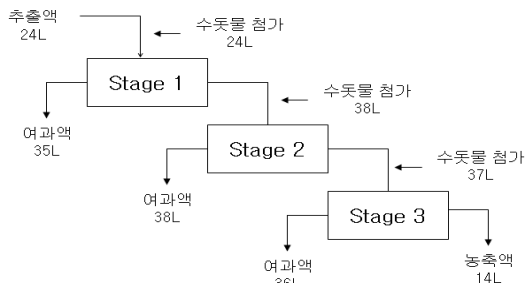 추출액
24L
수돗물 첨가
24L
Stage 1
여과액
35L
수돗물 첨가
38L
Stage 2
여과액
38L
수돗물 첨가
37L
Stage 3
여과액
36L
농축액
14L